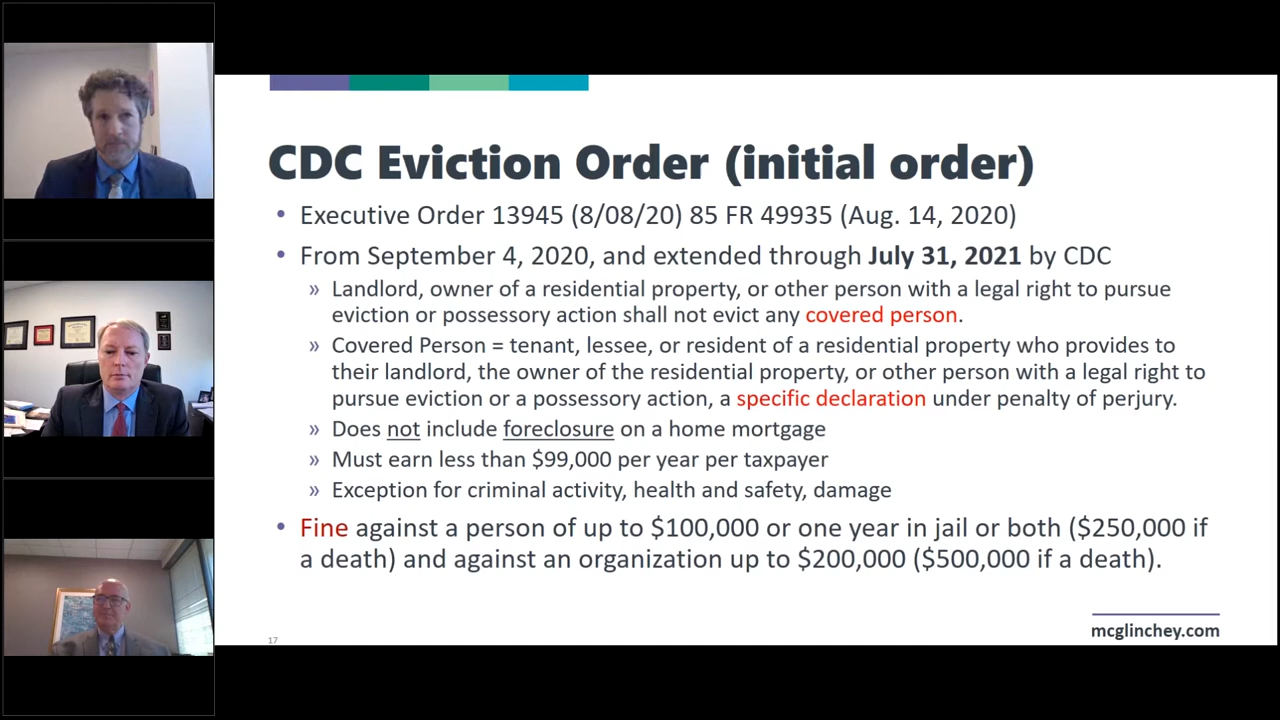 CDC Eviction Order (initial order)
• Executive Order 13945 (8/08/20) 85 FR 49935 (Aug. 14, 2020)
• From September 4, 2020, and extended through July 31, 2021 by CDC
» Landlord, owner of a residential property, or other person with a legal right to pursue
eviction or possessory action shall not evict any covered person.
» Covered Person = tenant, lessee, or resident of a residential property who provides to
their landlord, the owner of the residential property, or other person with a legal right to
pursue eviction or a possessory action, a specific declaration under penalty of perjury.
» Does not include foreclosure on a home mortgage
» Must earn less than $99,000 per year per taxpayer
» Exception for criminal activity, health and safety, damage
• Fine against a person of up to $100,000 or one year in jail or both ($250,000 if
a death) and against an organization up to $200,000 ($500,000 if a death).
17
mcglinchey.com